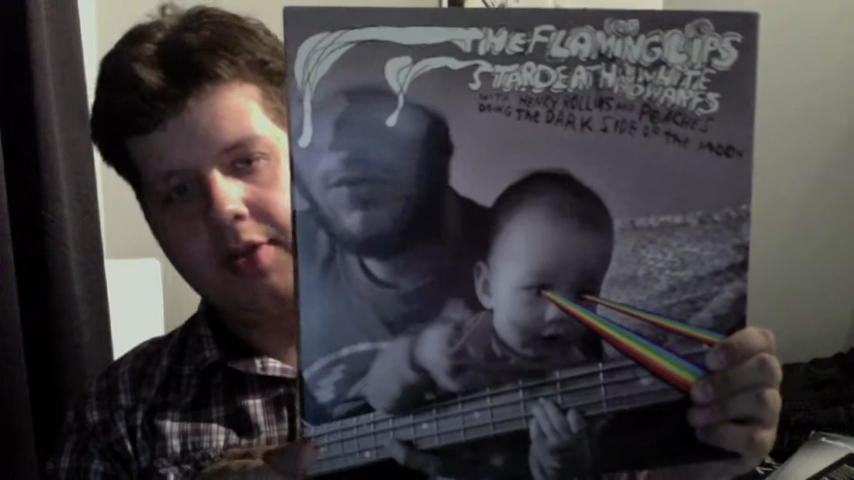 THE FLAMING LIPS
AND
STARDEATH AND WHITE
DWARFS
WITH HENRY ROLLINS AND PEACHES
DOING THE DARK SIDE OF THE MOON